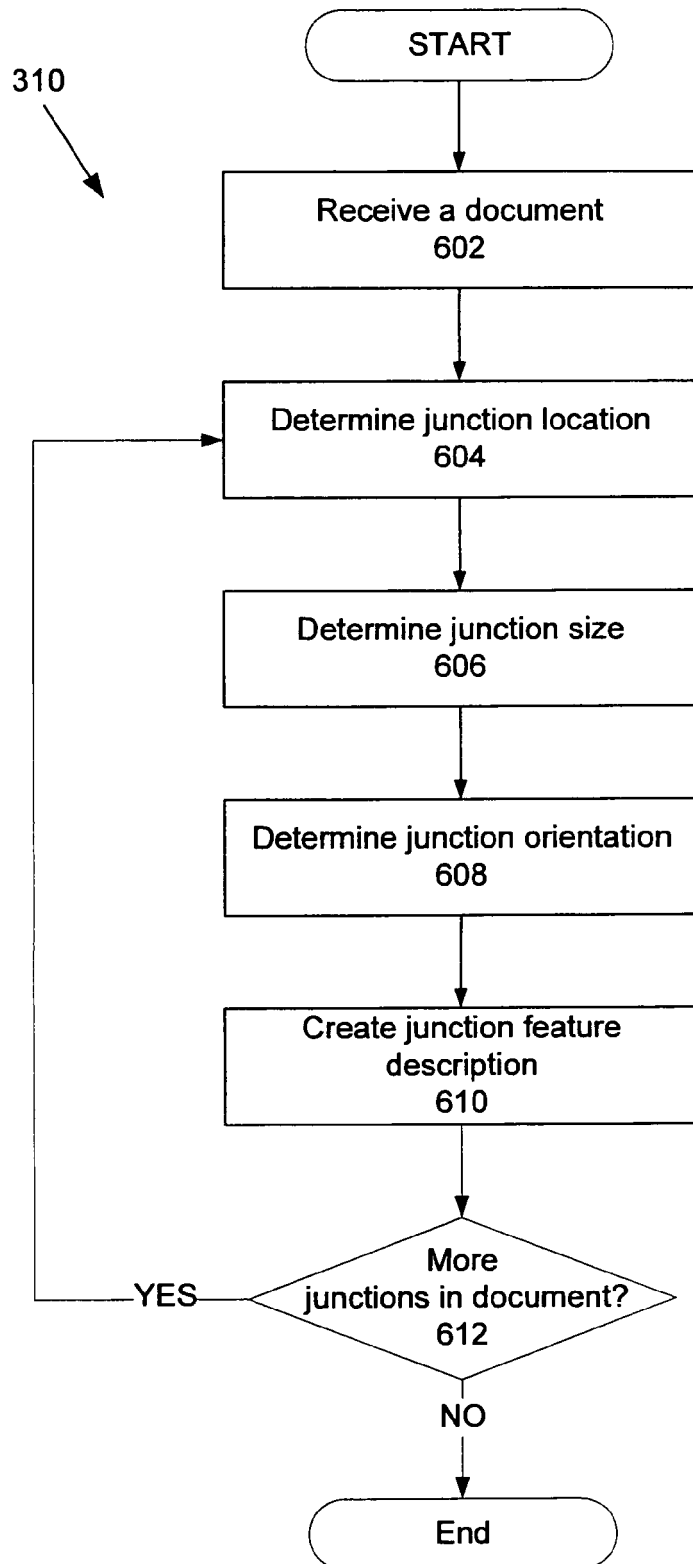 START
310
Receive a document
602
Determine junction location
604
Determine junction size
606
Determine junction orientation
608
Create junction feature
description
610
More
junctions in document?
612
YES
NO
End